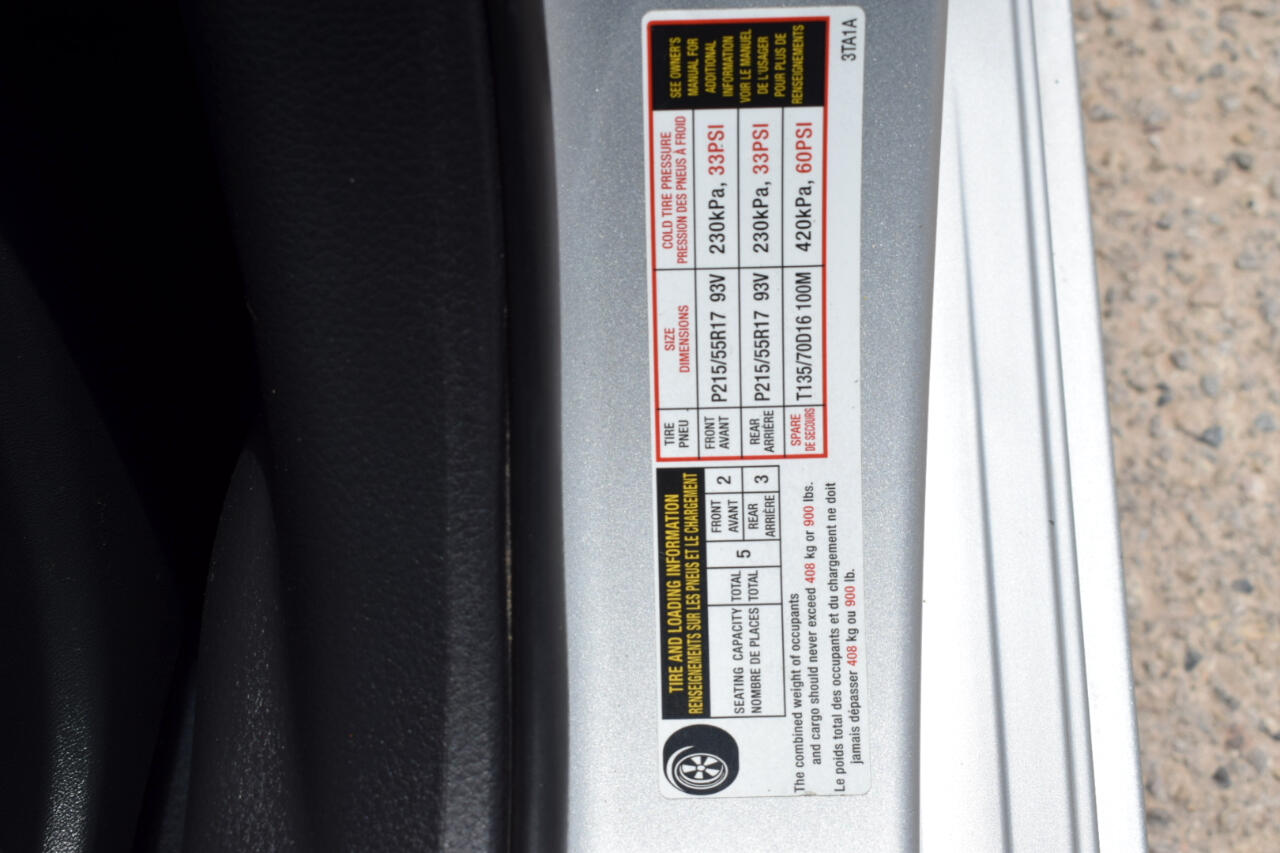 TIRE AND LOADING INFORMATION
RENSEIGNEMENTS SUR LES PNEUS ET LE CHARGEMENT
SEATING CAPACITY
NOMBRE DE PLACES
TOTAL
TOTAL
5
FRONT
AVANT
2
REAR
ARRIÈRE
3
The combined weight of occupants
and cargo should never exceed 408 kg or 900 lbs.
Le poids total des occupants et du chargement ne doit
jamais dépasser 408 kg ou 900 lb.
TIRE
PNEU
SIZE
DIMENSIONS
COLD TIRE PRESSURE
PRESSION DES PNEUS À FROID
FRONT
AVANT
P215/55R17 93V
230kPa, 33PSI
REAR
ARRIÈRE
P215/55R17 93V
230kPa, 33PSI
SPARE
DE SECOURS
T135/70D16 100M
420kPa, 60PSI
SEE OWNER'S
MANUAL FOR
ADDITIONAL
INFORMATION
VOIR LE MANUEL
DE L'USAGER
POUR PLUS DE
RENSEIGNEMENTS
3TA1A